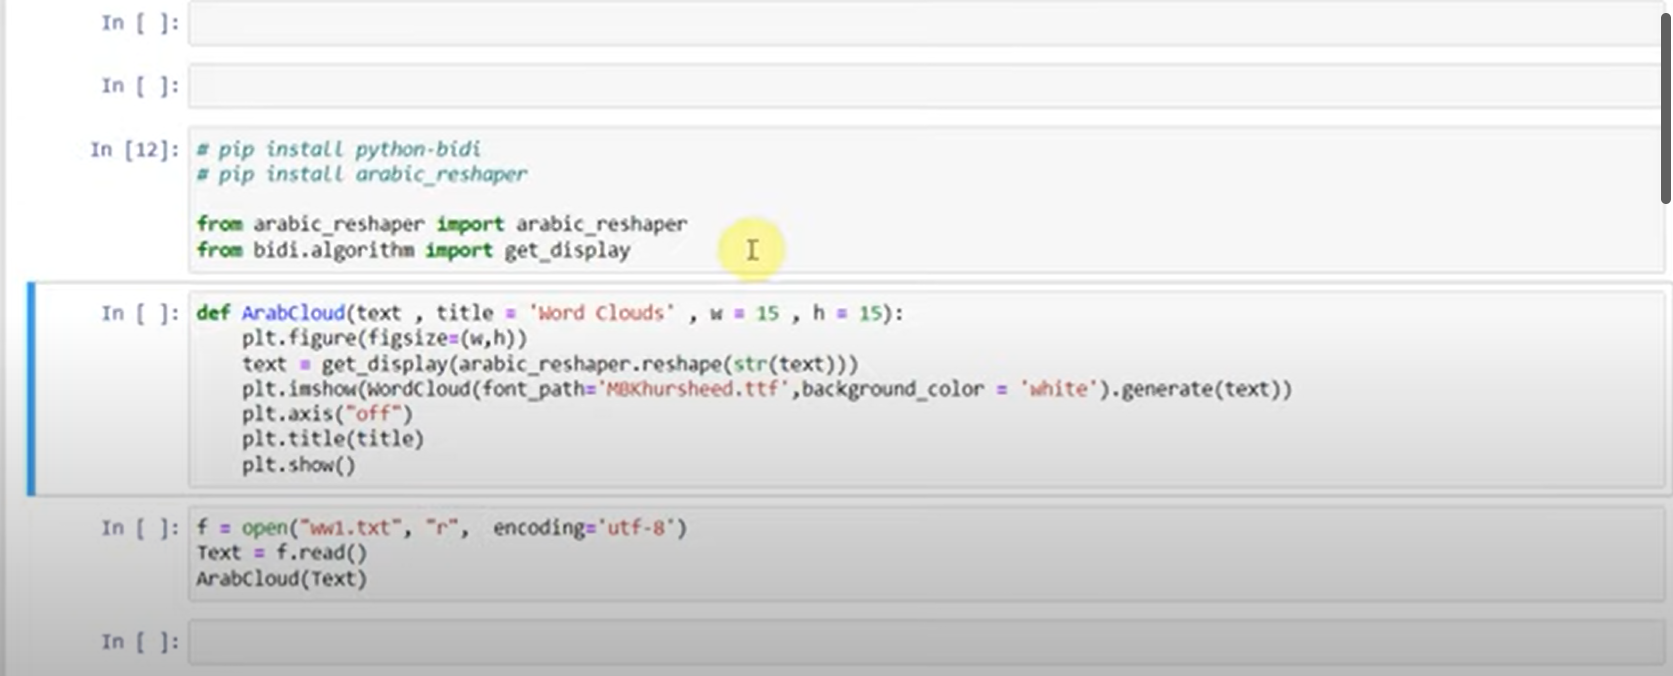 In [ ]:
In [ ]:
In [12]: # pip install python-bidi
# pip install arabic_reshaper
from arabic_reshaper import arabic_reshaper
from bidi.algorithm import get_display
In [ ]: def ArabCloud(text , title = 'Word Clouds' , w = 15 , h = 15):
plt.figure(figsize=(w,h))
text = get_display(arabic_reshaper.reshape(str(text)))
plt.imshow(WordCloud(font_path='MBKhursheed.ttf',background_color = 'white').generate(text))
plt.axis("off")
plt.title(title)
plt.show()
In [ ]: f = open("ww1.txt", "r",  encoding='utf-8')
Text = f.read()
ArabCloud(Text)
In [ ]: